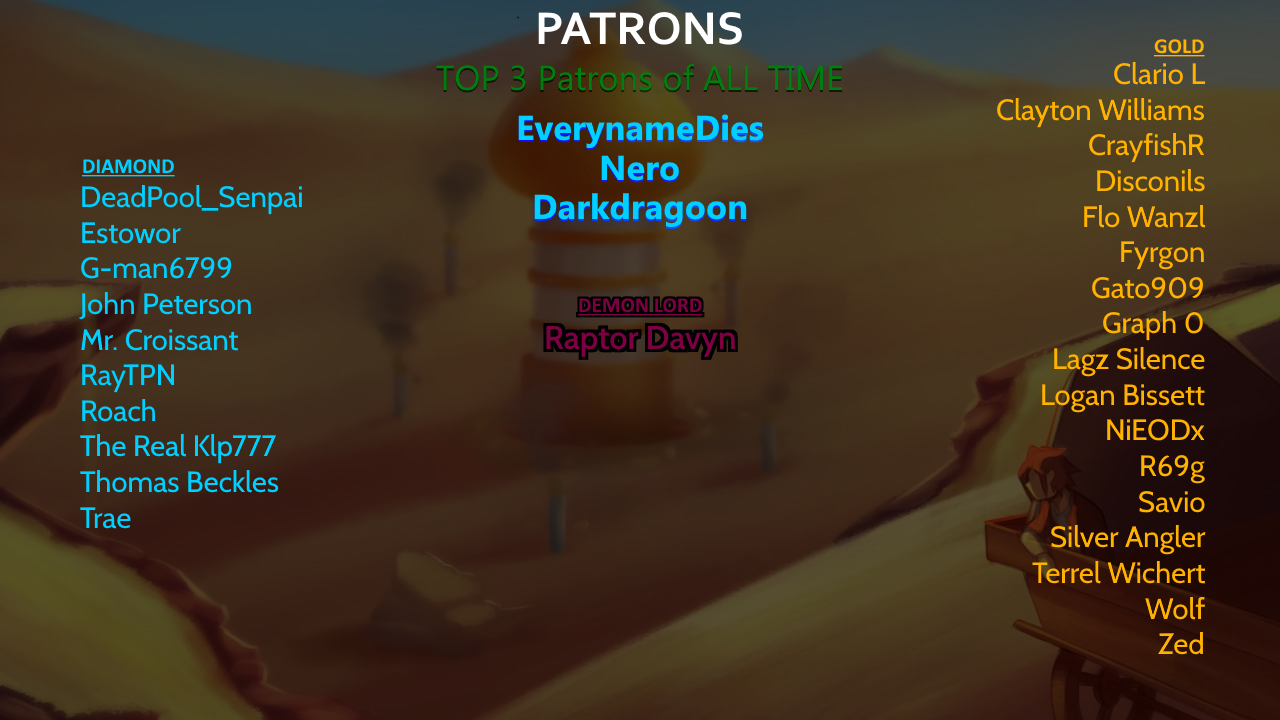 PATRONS
TOP 3 Patrons of ALL TIME
EverynameDies
Nero
Darkdragoon
DEMON LORD
Raptor Davyn
DIAMOND
DeadPool_Senpai
Estowor
G-man6799
John Peterson
Mr. Croissant
RayTPN
Roach
The Real Klp777
Thomas Beckles
Trae
GOLD
Clario L
Clayton Williams
CrayfishR
Disconils
Flo Wanzl
Fyrgon
Gato909
Graph 0
Lagz Silence
Logan Bissett
NiEODx
R69g
Savio
Silver Angler
Terrel Wichert
Wolf
Zed